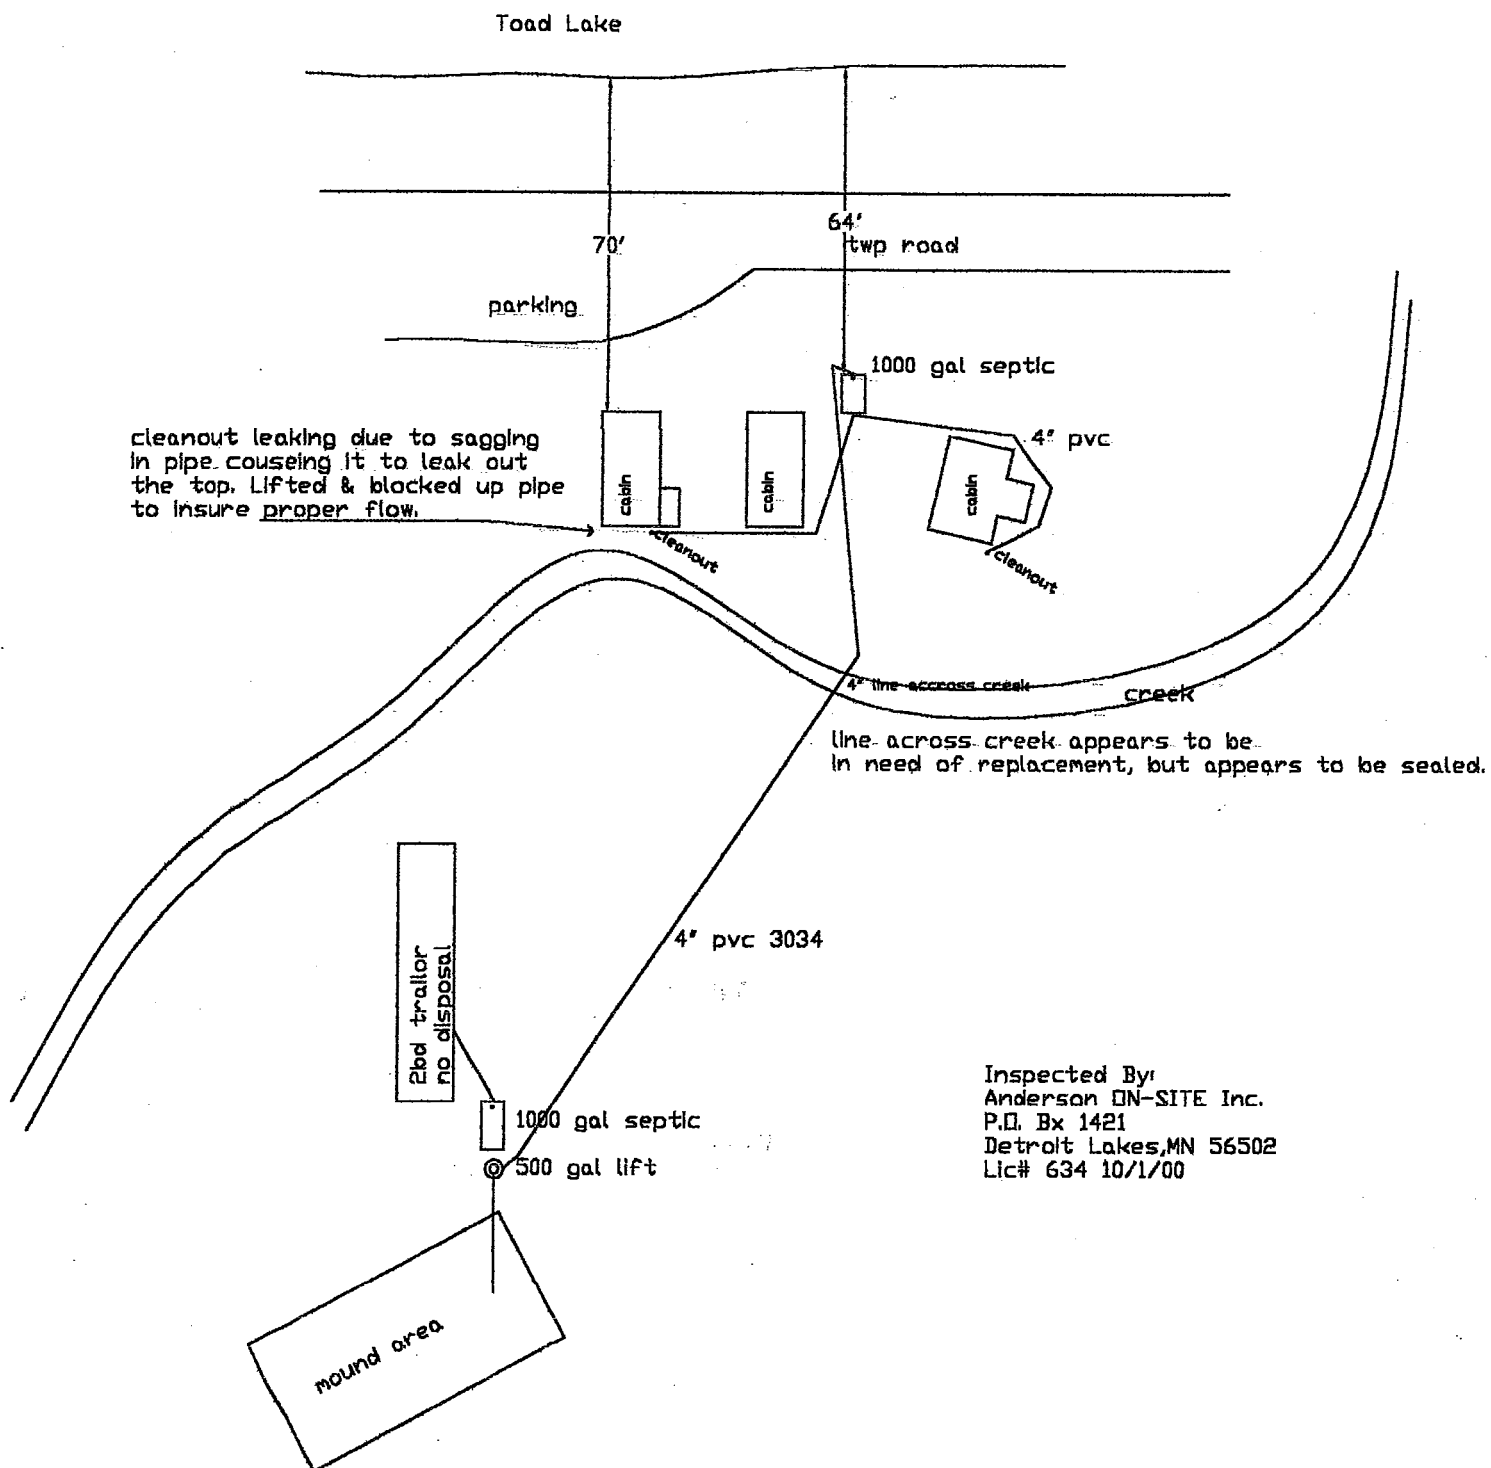 Toad Lake
70'
64'
twp road
parking
1000 gal septic
4" pvc
cleanout leaking due to sagging
in pipe couseing it to leak out
the top. Lifted & blocked up pipe
to insure proper flow.
cabin
cabin
cabin
cleanout
cleanout
4" line accross creek
creek
line across creek appears to be
in need of replacement, but appears to be sealed.
4" pvc 3034
2bd trailor
no disposal
1000 gal septic
500 gal lift
mound area
Inspected By:
Anderson ON-SITE Inc.
P.O. Bx 1421
Detroit Lakes,MN 56502
Lic# 634 10/1/00